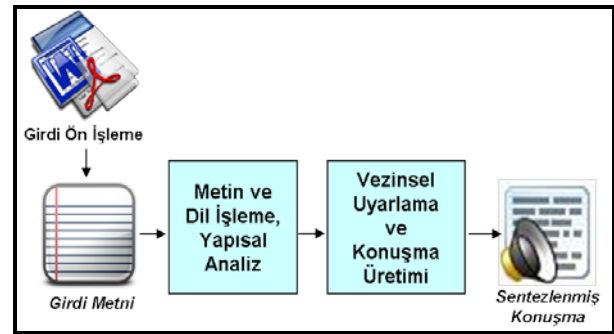 Girdi Ön İşleme
Girdi Metni
Metin ve
Dil İşleme,
Yapısal
Analiz
Vezinsel
Uyarlama
ve
Konuşma
Üretimi
Sentezlenmiş
Konuşma